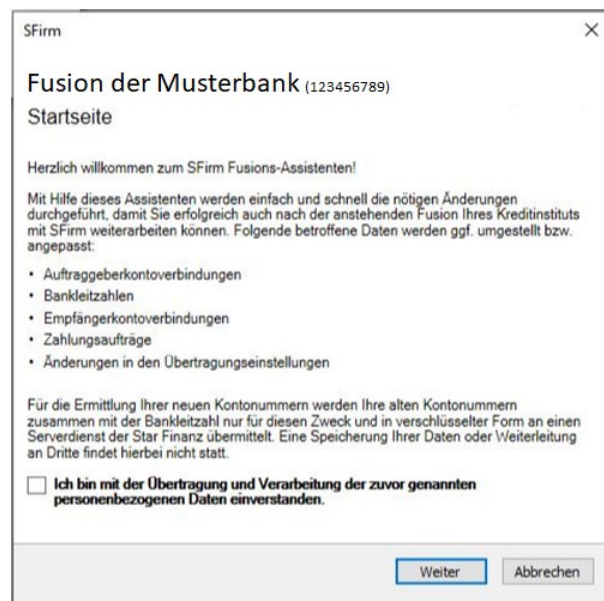 SFirm
Fusion der Musterbank (123456789)
Startseite
Herzlich willkommen zum SFirm Fusions-Assistenten!
Mit Hilfe dieses Assistenten werden einfach und schnell die nötigen Änderungen
durchgeführt, damit Sie erfolgreich auch nach der anstehenden Fusion Ihres Kreditinstituts
mit SFirm weiterarbeiten können. Folgende betroffene Daten werden ggf. umgestellt bzw.
angepasst:
• Auftraggeberkontoverbindungen
• Bankleitzahlen
• Empfängerkontoverbindungen
• Zahlungsaufträge
• Änderungen in den Übertragungseinstellungen
Für die Ermittlung Ihrer neuen Kontonummern werden Ihre alten Kontonummern
zusammen mit der Bankleitzahl nur für diesen Zweck und in verschlüsselter Form an einen
Serverdienst der Star Finanz übermittelt. Eine Speicherung Ihrer Daten oder Weiterleitung
an Dritte findet hierbei nicht statt.
Ich bin mit der Übertragung und Verarbeitung der zuvor genannten
personenbezogenen Daten einverstanden.
Weiter Abbrechen